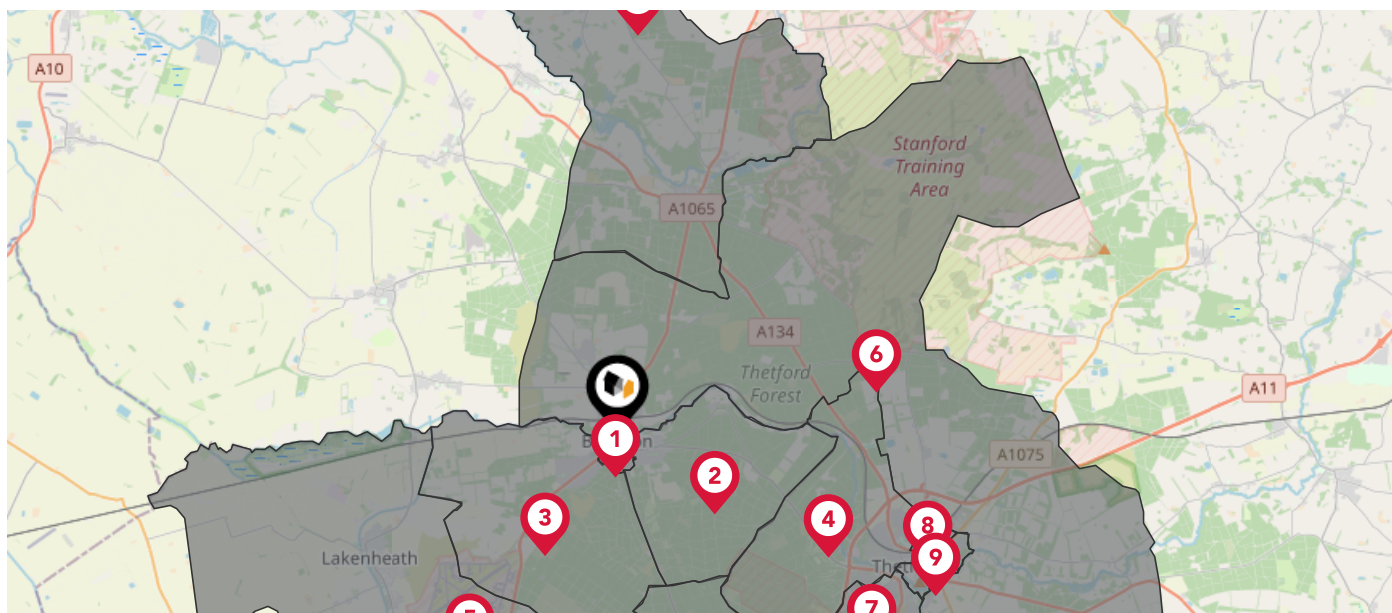 A10
Stanford
Training
Area
A1065
A134
6
Thetford
Forest
A11
1
A1075
2
3
4
8
Lakenheath
9
7